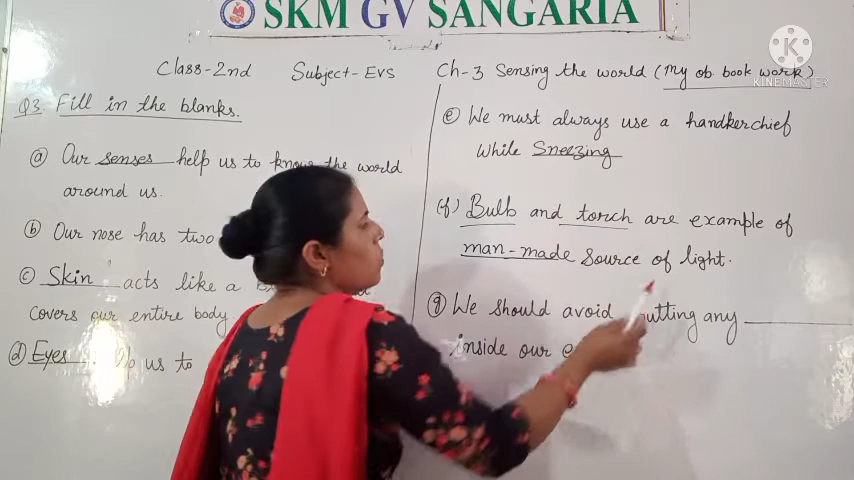 SKM GV SANGARIA
Class-2nd Subject-EVS Ch-3 Sensing the world (My ob. book work)
KINEMASTER
Q3. Fill in the blanks.
ⓐ Our senses help us to know the world
around us.
ⓑ Our nose has two
ⓒ Skin acts like a
covers our entire body
ⓓ Eyes us to
ⓔ We must always use a handkerchief
while Sneezing
(f) Bulb and torch are example of
man-made source of light.
ⓖ We should avoid putting any
inside our